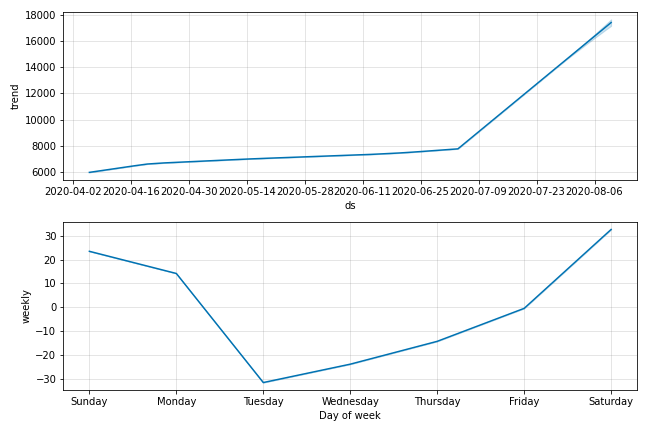 18000
16000
14000
12000
10000
8000
6000
trend
2020-04-02 2020-04-16 2020-04-30 2020-05-14 2020-05-28 2020-06-11 2020-06-25 2020-07-09 2020-07-23 2020-08-06
ds
30
20
10
0
−10
−20
−30
weekly
Sunday Monday Tuesday Wednesday Thursday Friday Saturday
Day of week